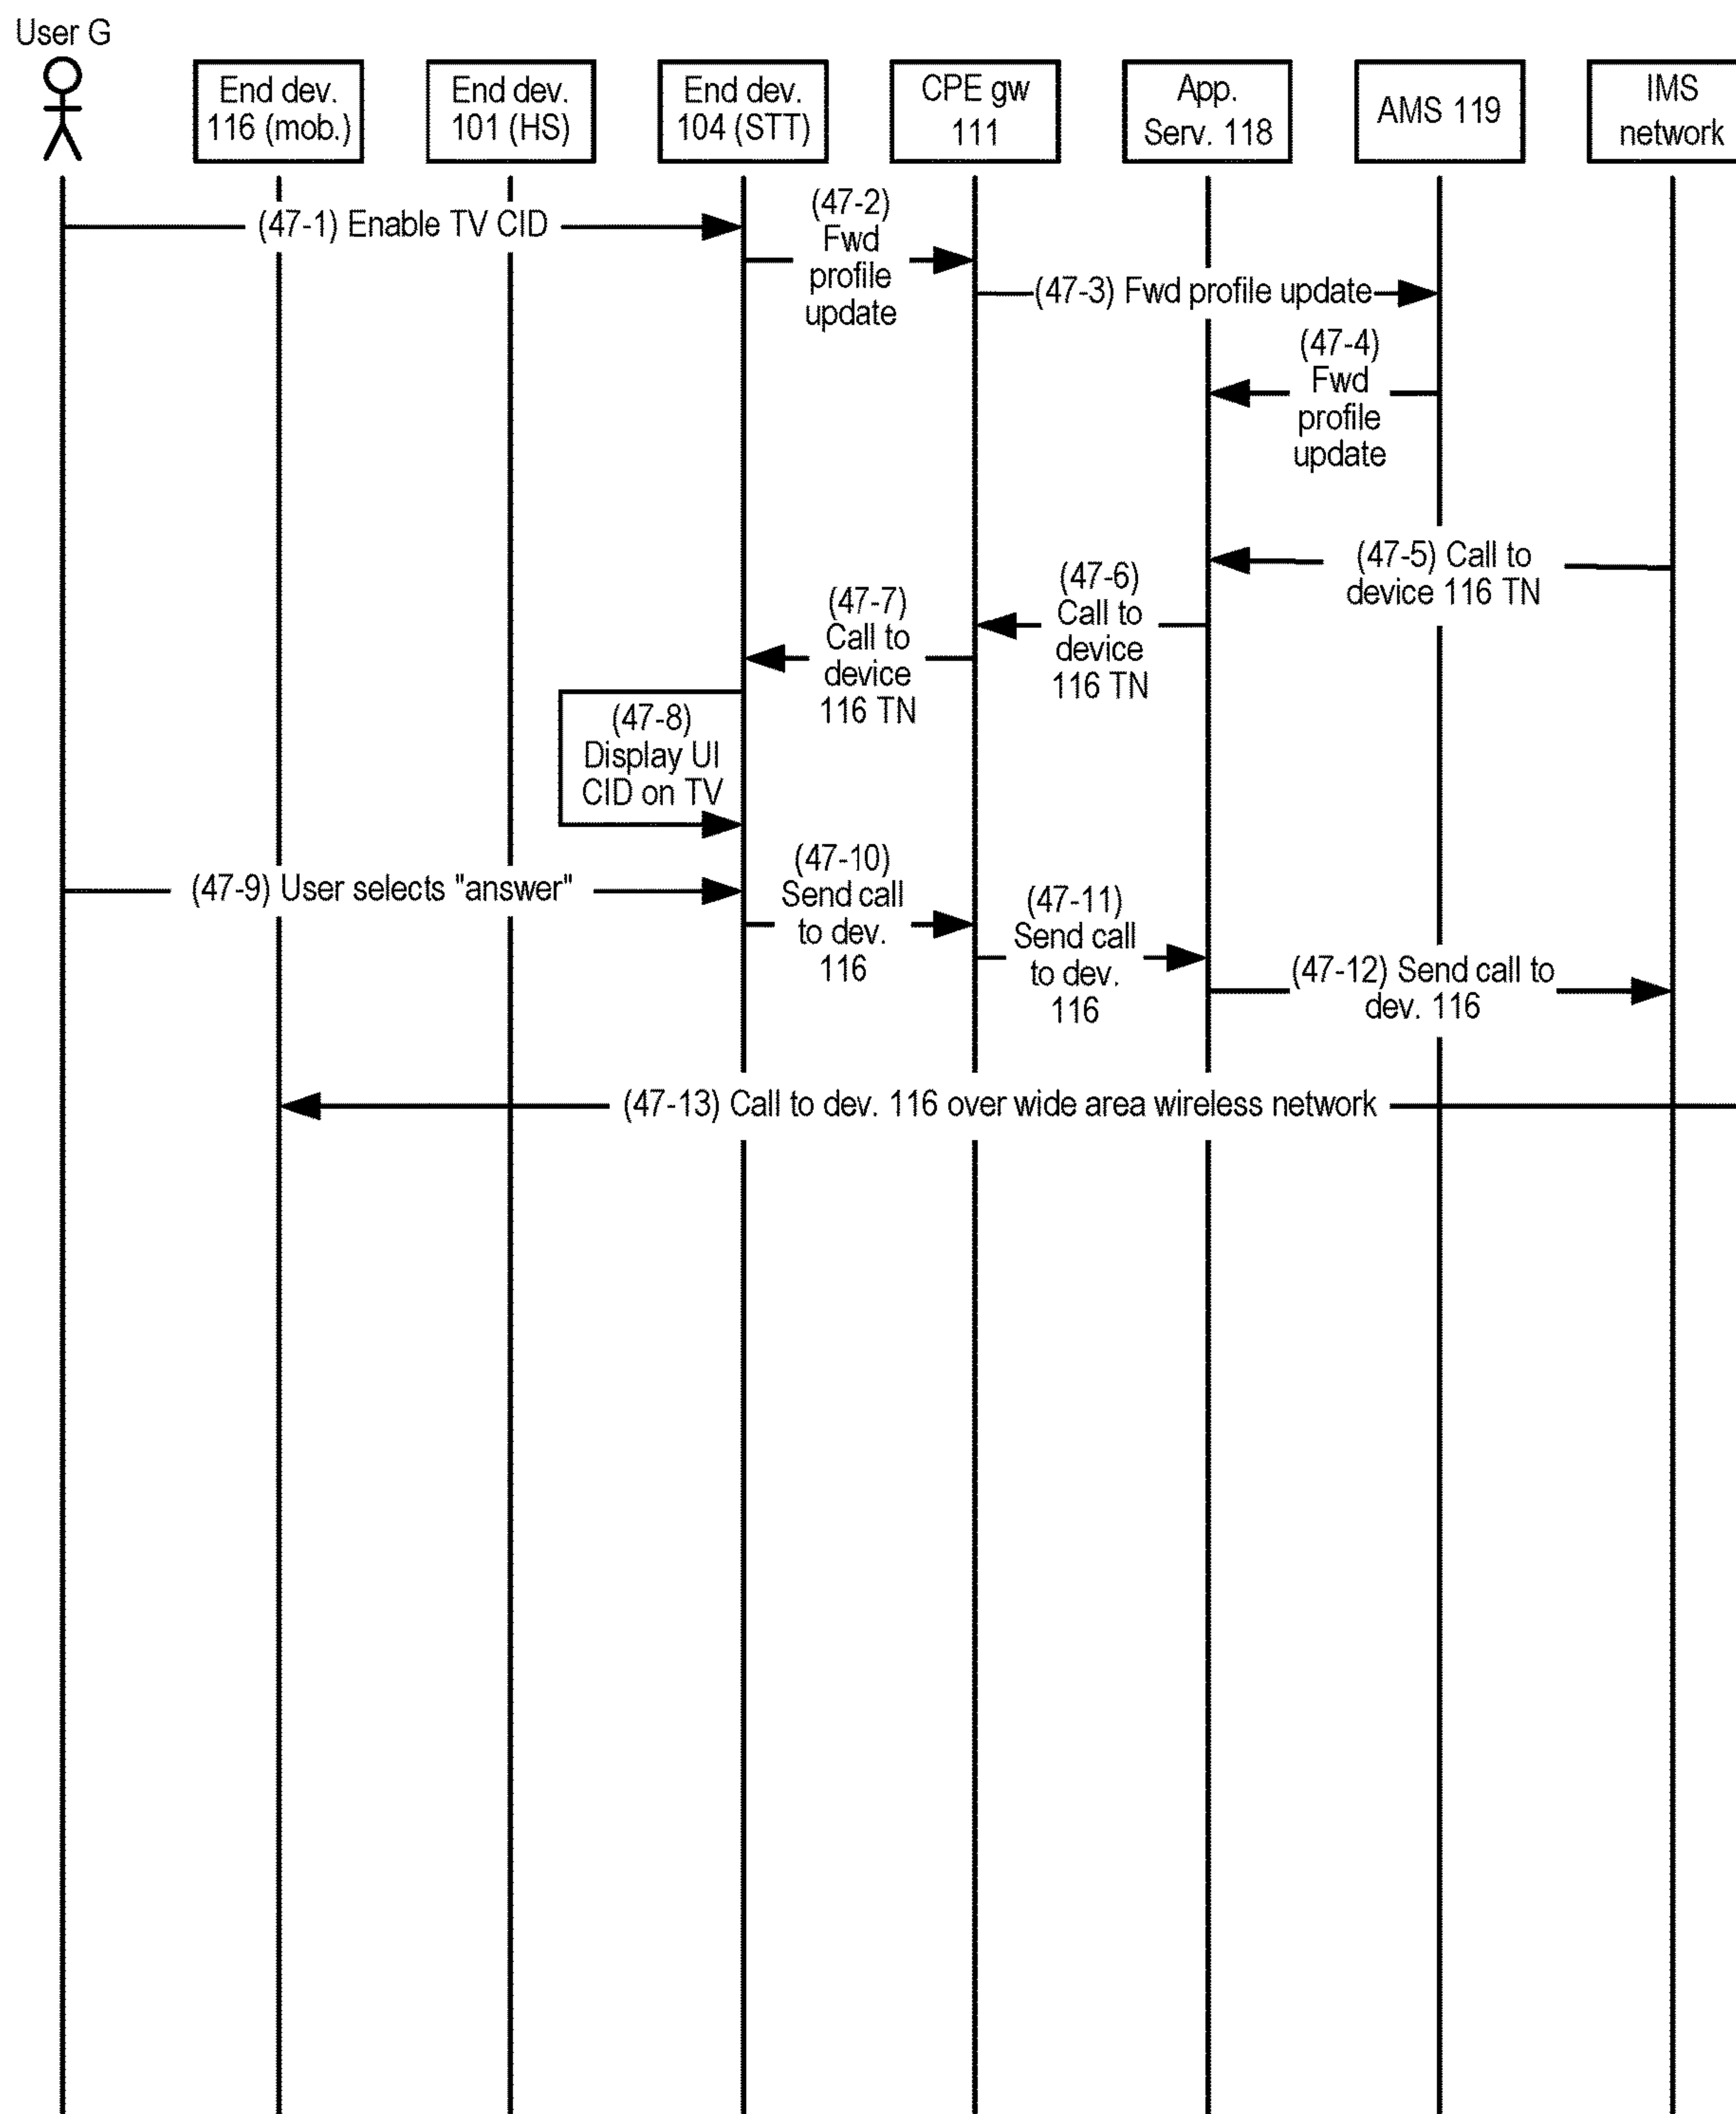 User G
End dev.
116 (mob.)
End dev.
101 (HS)
End dev.
104 (STT)
CPE gw
111
App.
Serv. 118
AMS 119
IMS
network
(47-1) Enable TV CID
(47-2)
Fwd
profile
update
(47-3) Fwd profile update
(47-4)
Fwd
profile
update
(47-5) Call to
device 116 TN
(47-6)
Call to
device
116 TN
(47-7)
Call to
device
116 TN
(47-8)
Display UI
CID on TV
(47-9) User selects "answer"
(47-10)
Send call
to dev.
116
(47-11)
Send call
to dev.
116
(47-12) Send call to
dev. 116
(47-13) Call to dev. 116 over wide area wireless network